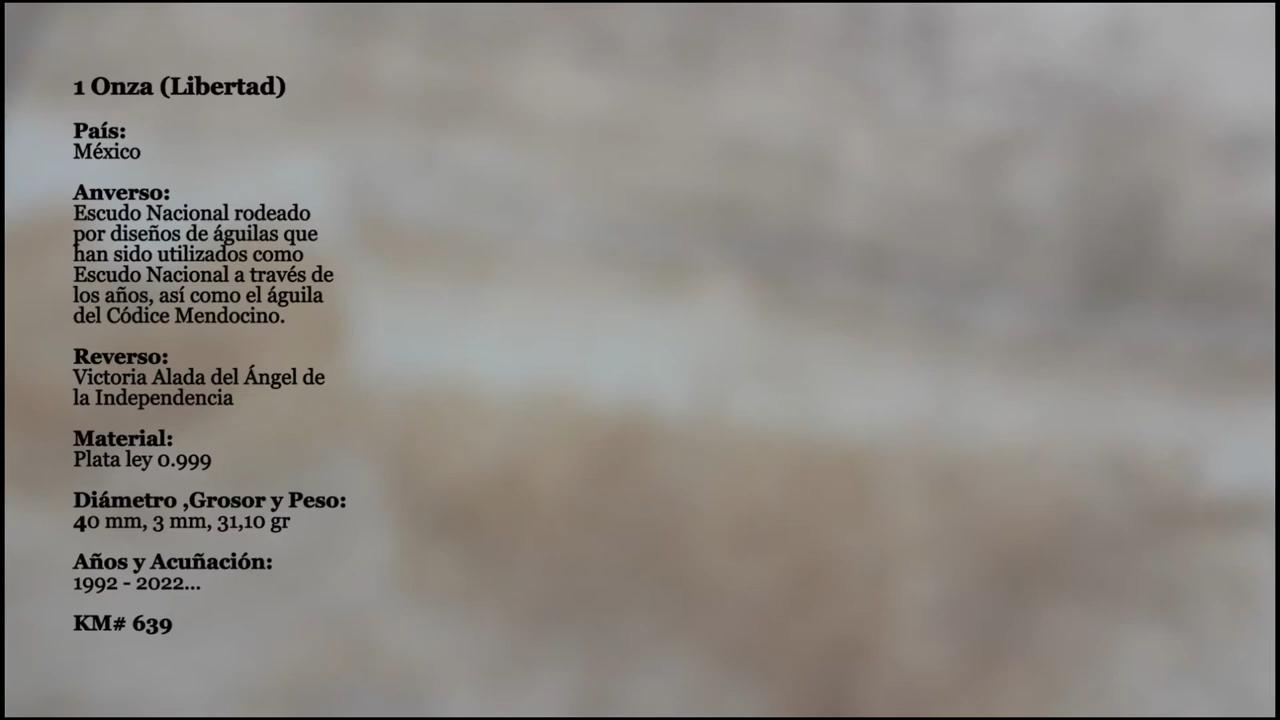 1 Onza (Libertad)
País:
México
Anverso:
Escudo Nacional rodeado
por diseños de águilas que
han sido utilizados como
Escudo Nacional a través de
los años, así como el águila
del Códice Mendocino.
Reverso:
Victoria Alada del Ángel de
la Independencia
Material:
Plata ley 0.999
Diámetro ,Grosor y Peso:
40 mm, 3 mm, 31,10 gr
Años y Acuñación:
1992 - 2022...
KM# 639